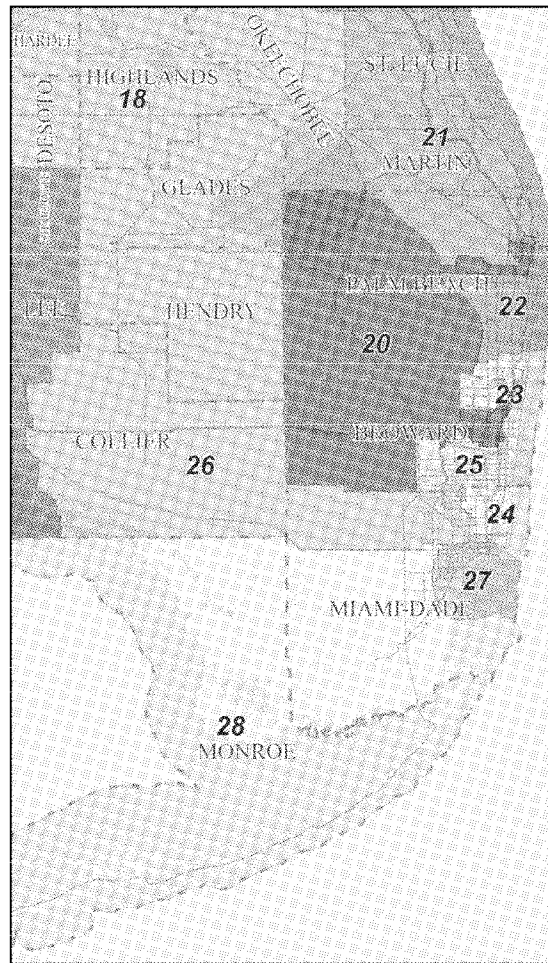 HARDEE
HIGHLANDS
18
DESOTO
OKEECHOBEE
ST. LUCIE
21
MARTIN
GLADES
LEE
HENDRY
PALM BEACH
22
20
23
COLLIER
26
BROWARD
25
24
27
MIAMI-DADE
28
MONROE